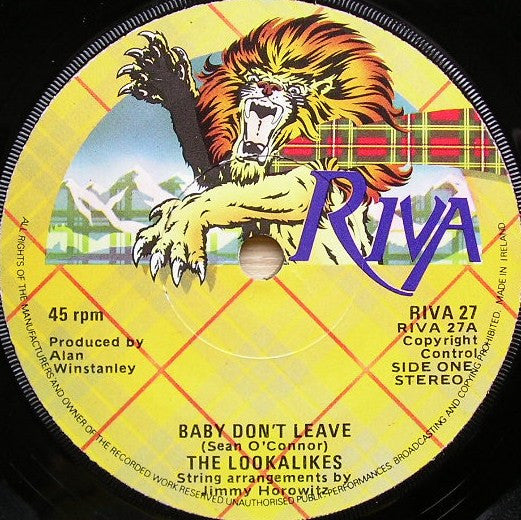 RIVA
45 rpm
Produced by
Alan
Winstanley
RIVA 27
RIVA 27A
Copyright
Control
SIDE ONE
STEREO
BABY DON'T LEAVE
(Sean O'Connor)
THE LOOKALIKES
String arrangements by
Jimmy Horowitz
ALL RIGHTS OF THE MANUFACTURERS AND OWNER OF THE RECORDED WORK RESERVED. UNAUTHORISED PUBLIC PERFORMANCES, BROADCASTING AND COPYING PROHIBITED. MADE IN IRELAND